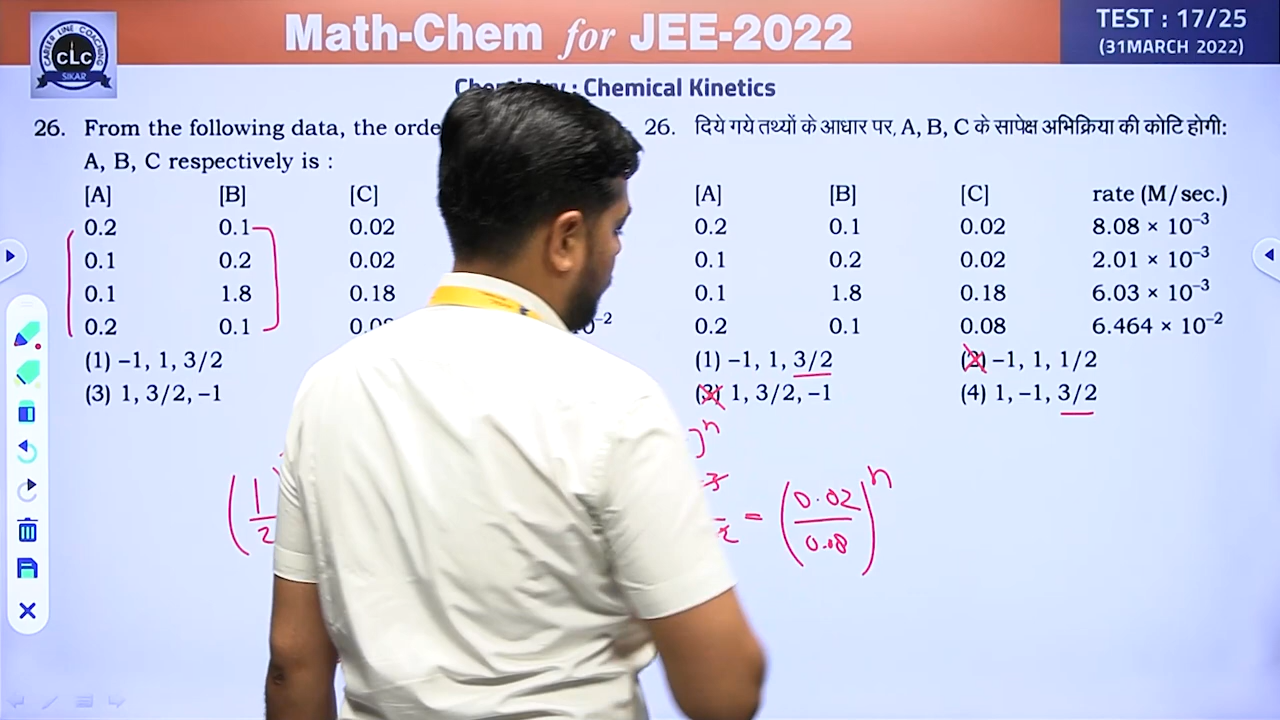 CAREER LINE COACHING
CLC
SIKAR
Math-Chem for JEE-2022
TEST : 17/25
(31MARCH 2022)
: Chemical Kinetics
26. From the following data, the
A, B, C respectively is :
[A] [B] [C]
0.2 0.1 0.02
0.1 0.2 0.02
0.1 1.8 0.18
0.2 0.1
(1) –1, 1, 3/2
(3) 1, 3/2, –1
26. दिये गये तथ्यों के आधार पर, A, B, C के सापेक्ष अभिक्रिया की कोटि होगी:
[A] [B] [C] rate (M/sec.)
0.2 0.1 0.02 8.08 × 10⁻³
0.1 0.2 0.02 2.01 × 10⁻³
0.1 1.8 0.18 6.03 × 10⁻³
0.2 0.1 0.08 6.464 × 10⁻²
(1) –1, 1, 3/2 (2) –1, 1, 1/2
(3) 1, 3/2, –1 (4) 1, –1, 3/2
)ⁿ
(1/2
= (0.02/0.08)ⁿ